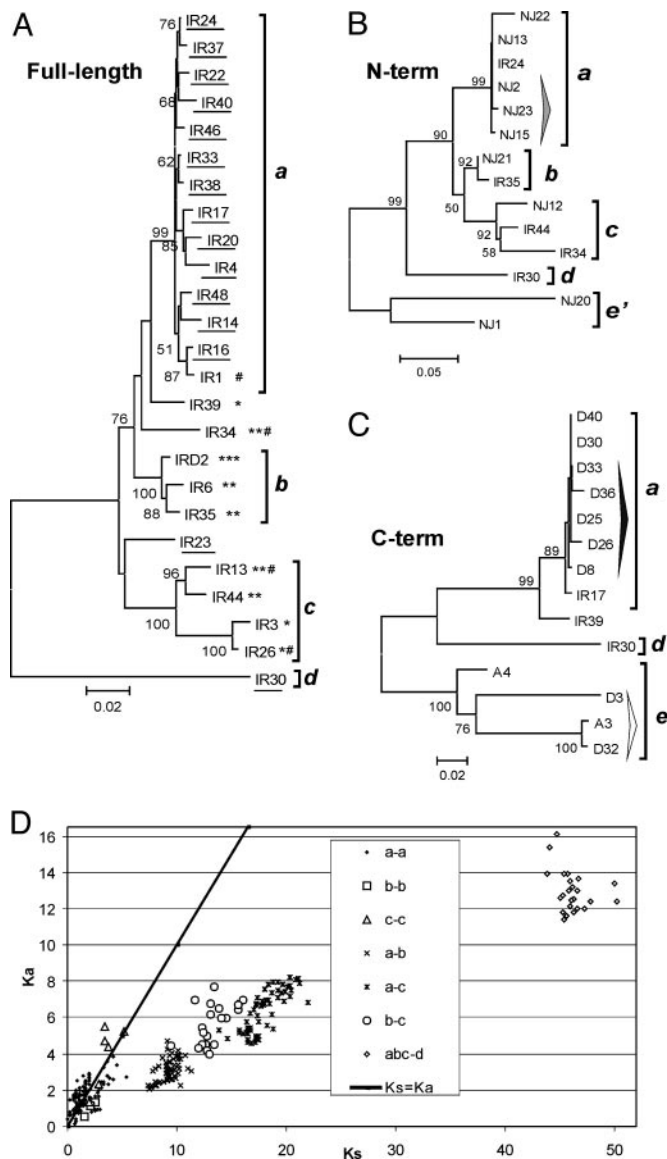 A
Full-length
76
IR24
IR37
IR22
68
IR40
IR46
62
IR33
IR38
IR17
99
85
IR20
IR4
IR48
IR14
51
IR16
87
IR1 #
a
IR39 *
76
IR34 **#
IRD2 ***
100
IR6 **
88
IR35 **
b
IR23
96
IR13 **#
IR44 **
100
IR3 *
100
IR26 *#
c
IR30
d
0.02
B
N-term
NJ22
NJ13
IR24
99
NJ2
NJ23
NJ15
a
90
92
NJ21
IR35
b
50
NJ12
92
IR44
58
IR34
c
99
IR30
d
NJ20
NJ1
e’
0.05
C
C-term
D40
D30
D33
D36
D25
D26
89
D8
99
IR17
IR39
a
IR30
d
A4
100
D3
76
A3
100
D32
e
0.02
D
Ka
16
14
12
10
8
6
4
2
0
0 10 20 30 40 50
Ks
a-a
b-b
c-c
a-b
a-c
b-c
abc-d
Ks=Ka